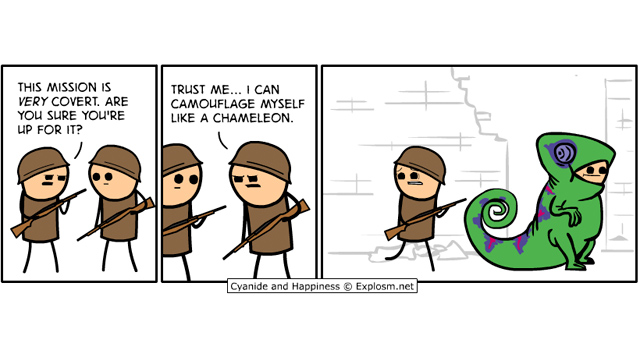 THIS MISSION IS
VERY COVERT. ARE
YOU SURE YOU'RE
UP FOR IT?
TRUST ME... I CAN
CAMOUFLAGE MYSELF
LIKE A CHAMELEON.
Cyanide and Happiness © Explosm.net